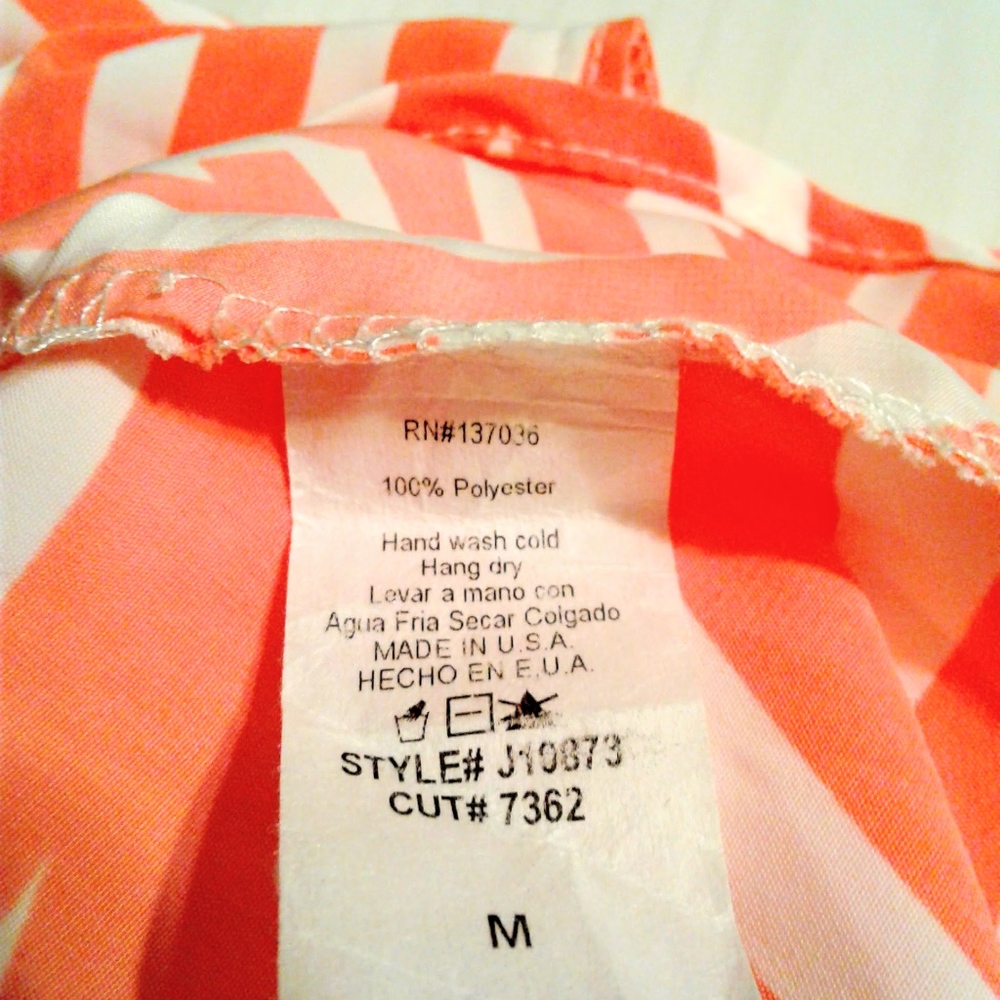 RN#137036
100% Polyester
Hand wash cold
Hang dry
Levar a mano con
Agua Fria Secar Colgado
MADE IN U.S.A.
HECHO EN E.U.A.
STYLE# J10873
CUT# 7362
M